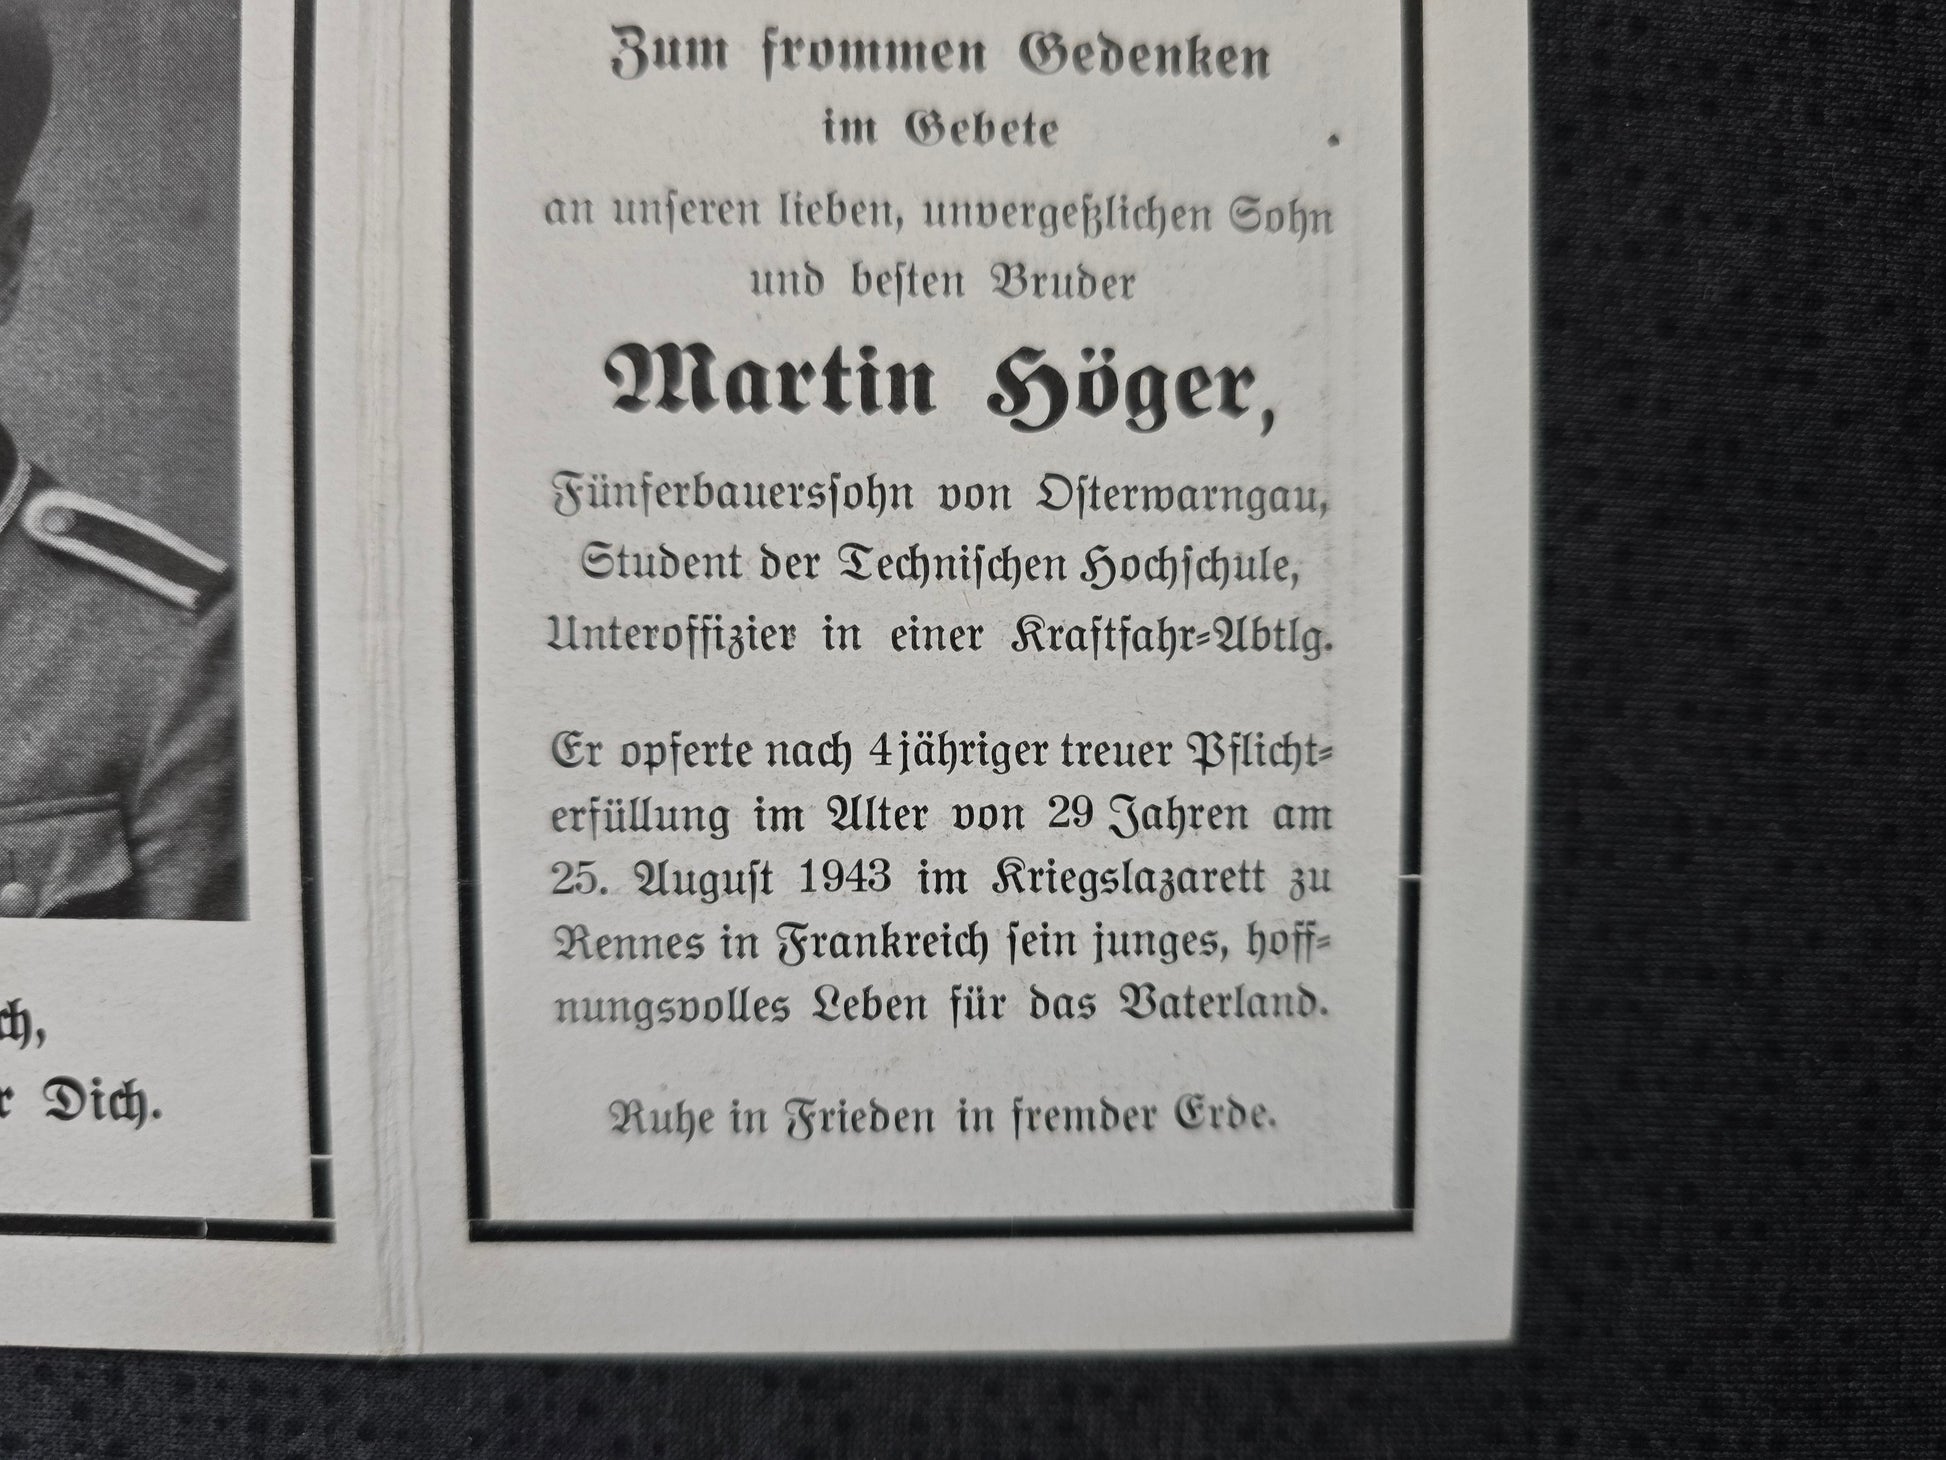 Zum frommen Gedenken
im Gebete
an unseren lieben, unvergeßlichen Sohn
und besten Bruder
Martin Höger,
Fünferbauerssohn von Osterwarngau,
Student der Technischen Hochschule,
Unteroffizier in einer Kraftfahr-Abtlg.
Er opferte nach 4jähriger treuer Pflicht-
erfüllung im Alter von 29 Jahren am
25. August 1943 im Kriegslazarett zu
Rennes in Frankreich sein junges, hoff-
nungsvolles Leben für das Vaterland.
Ruhe in Frieden in fremder Erde.
ch,
r Dich.